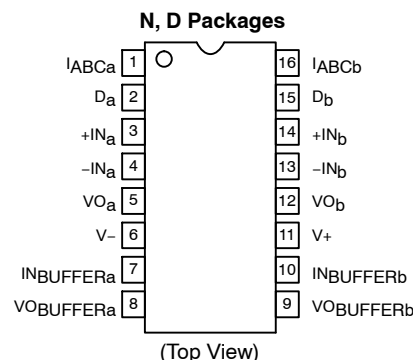 N, D Packages
IABCa 1 16 IABCb
Da 2 15 Db
+INa 3 14 +INb
−INa 4 13 −INb
VOa 5 12 VOb
V− 6 11 V+
INBUFFERa 7 10 INBUFFERb
VOBUFFERa 8 9 VOBUFFERb
(Top View)